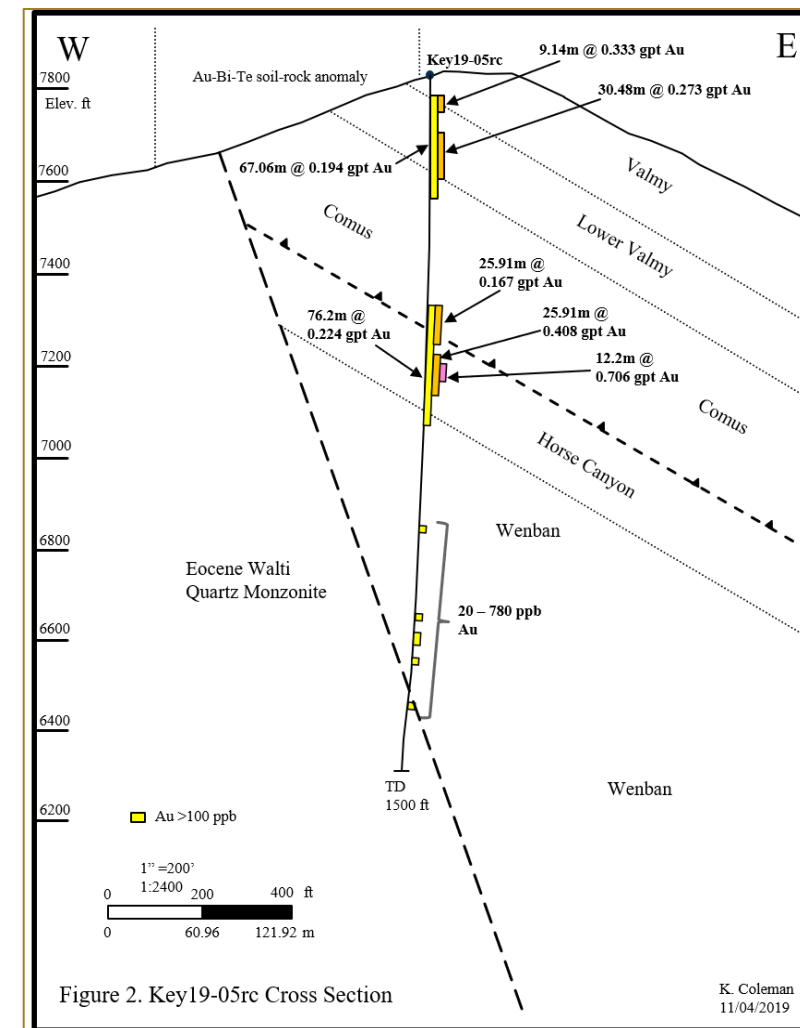 W
E
Key19-05rc
9.14m @ 0.333 gpt Au
7800
Elev. ft
Au-Bi-Te soil-rock anomaly
30.48m @ 0.273 gpt Au
67.06m @ 0.194 gpt Au
Valmy
7600
Comus
Lower Valmy
7400
25.91m @
0.167 gpt Au
76.2m @
0.224 gpt Au
25.91m @
0.408 gpt Au
12.2m @
0.706 gpt Au
7200
Comus
7000
Horse Canyon
Wenban
6800
Eocene Walti
Quartz Monzonite
20 – 780 ppb
Au
6600
6400
TD
1500 ft
Wenban
6200
Au >100 ppb
1” =200’
1:2400
0 200 400 ft
0 60.96 121.92 m
Figure 2. Key19-05rc Cross Section
K. Coleman
11/04/2019